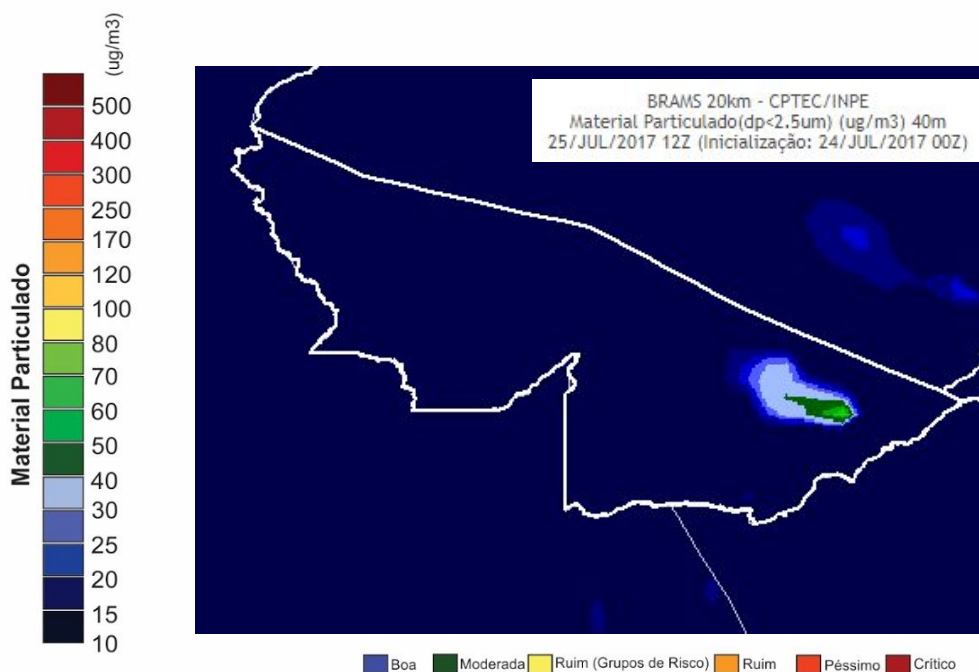 (ug/m3)
Material Particulado
500
400
300
250
170
120
100
80
70
60
50
40
30
25
20
15
10
BRAMS 20km - CPTEC/INPE
Material Particulado(dp<2.5um) (ug/m3) 40m
25/JUL/2017 12Z (Inicialização: 24/JUL/2017 00Z)
Boa
Moderada
Ruim (Grupos de Risco)
Ruim
Péssimo
Crítico